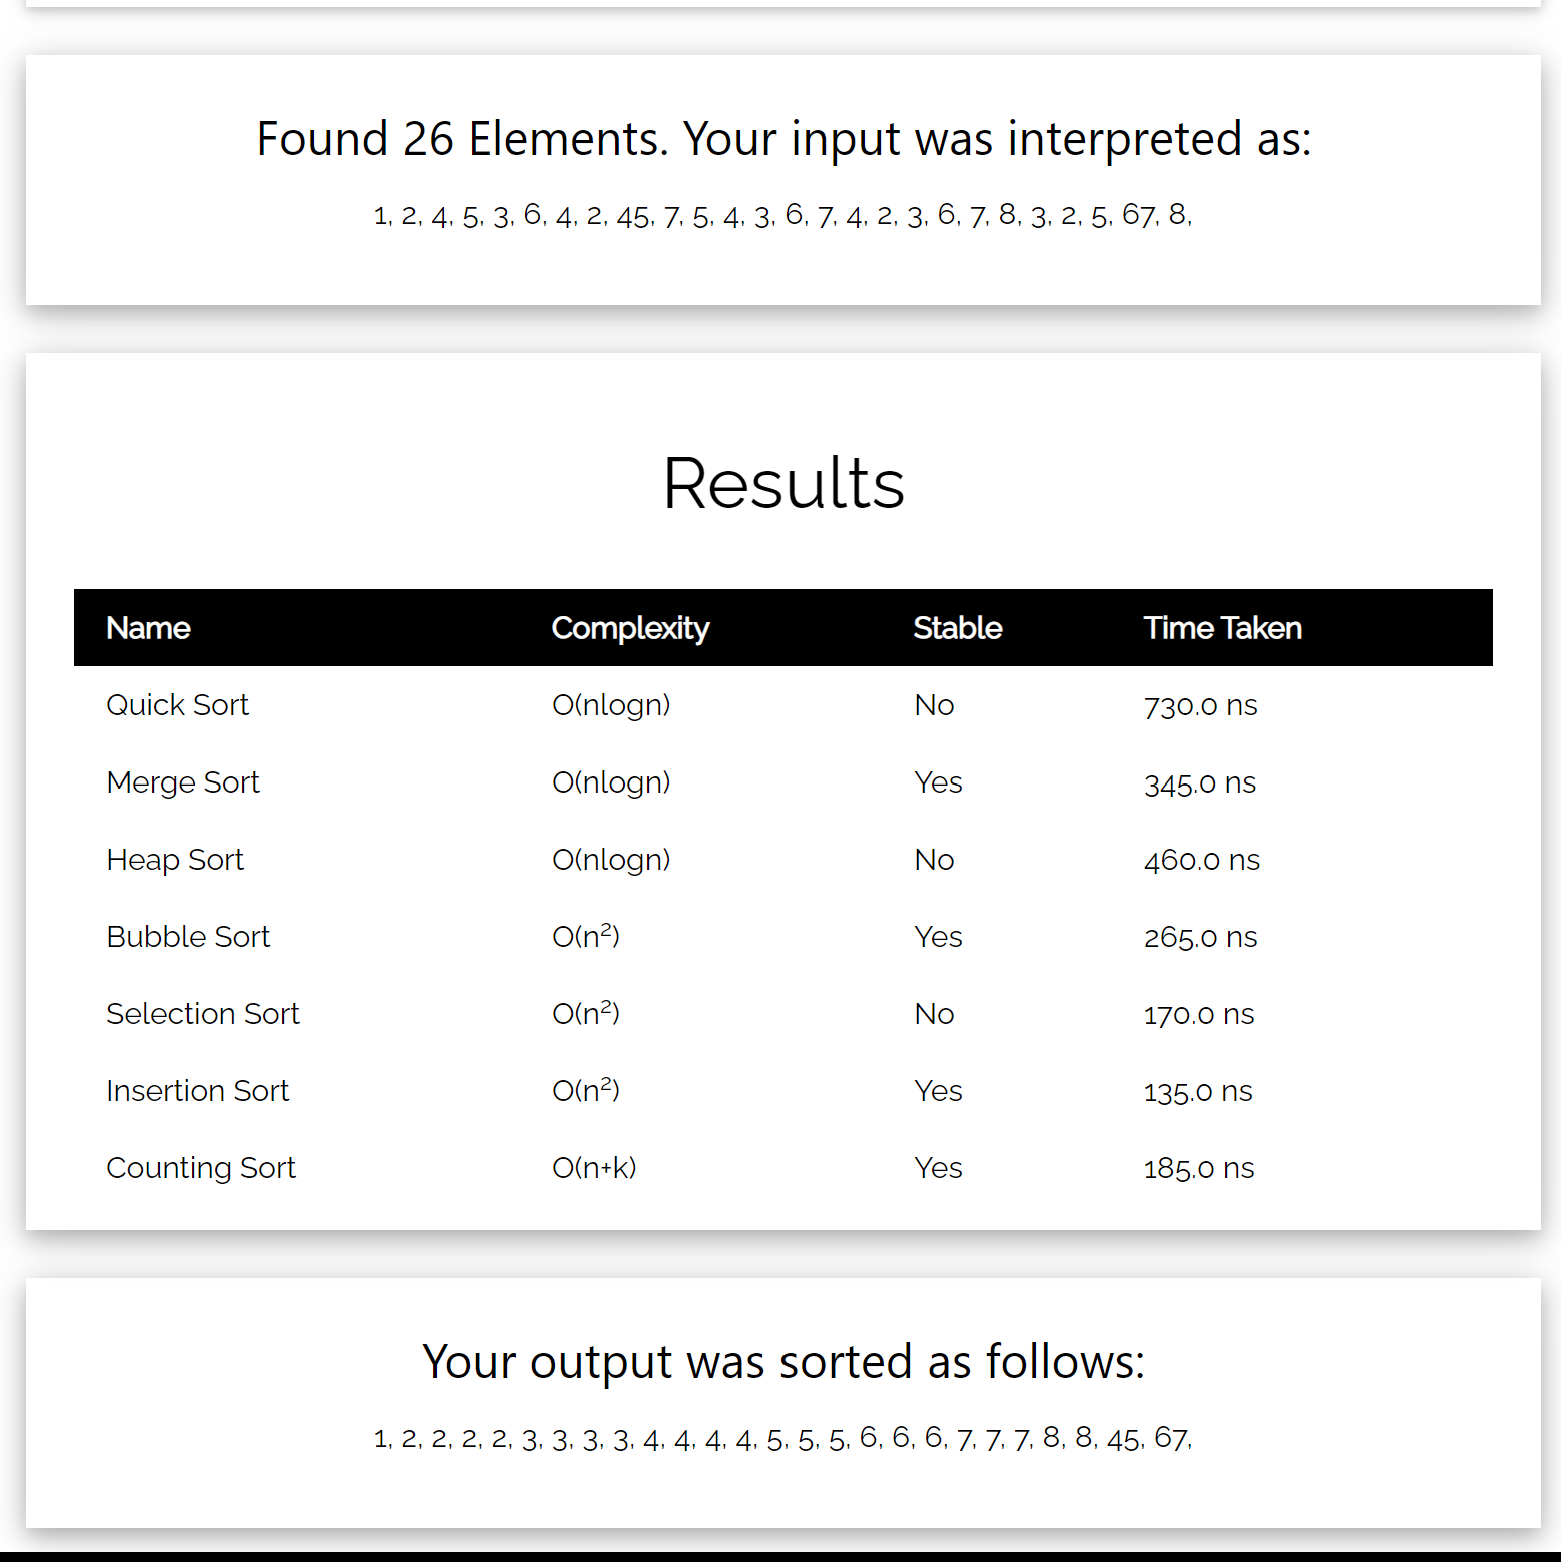 Found 26 Elements. Your input was interpreted as:
1, 2, 4, 5, 3, 6, 4, 2, 45, 7, 5, 4, 3, 6, 7, 4, 2, 3, 6, 7, 8, 3, 2, 5, 67, 8,
Results
Name Complexity Stable Time Taken
Quick Sort O(nlogn) No 730.0 ns
Merge Sort O(nlogn) Yes 345.0 ns
Heap Sort O(nlogn) No 460.0 ns
Bubble Sort O(n²) Yes 265.0 ns
Selection Sort O(n²) No 170.0 ns
Insertion Sort O(n²) Yes 135.0 ns
Counting Sort O(n+k) Yes 185.0 ns
Your output was sorted as follows:
1, 2, 2, 2, 2, 3, 3, 3, 3, 4, 4, 4, 4, 5, 5, 5, 6, 6, 6, 7, 7, 7, 8, 8, 45, 67,